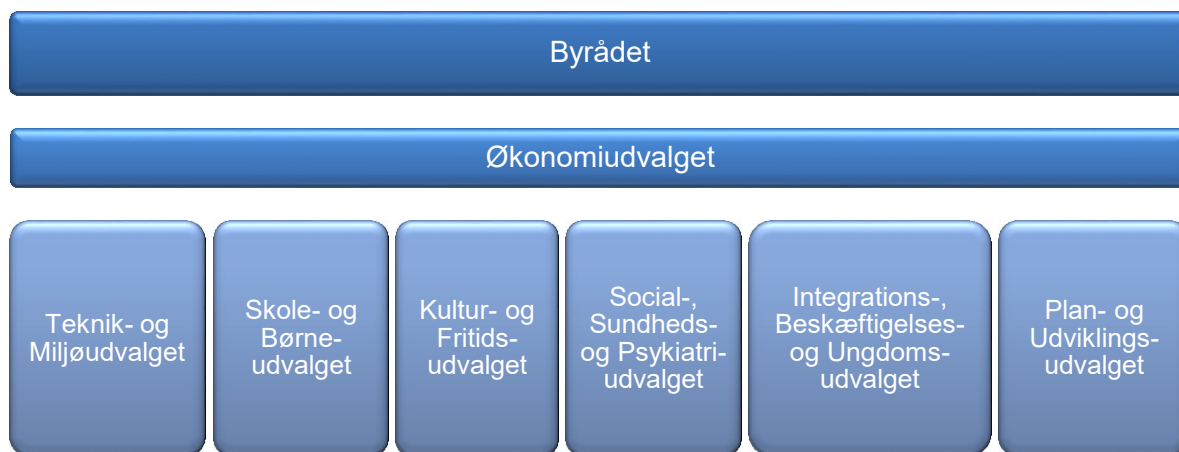 Byrådet
Økonomiudvalget
Teknik- og
Miljøudvalget
Skole- og
Børne-
udvalget
Kultur- og
Fritids-
udvalget
Social-,
Sundheds-
og Psykiatri-
udvalget
Integrations-,
Beskæftigelses-
og Ungdoms-
udvalget
Plan- og
Udviklings-
udvalget